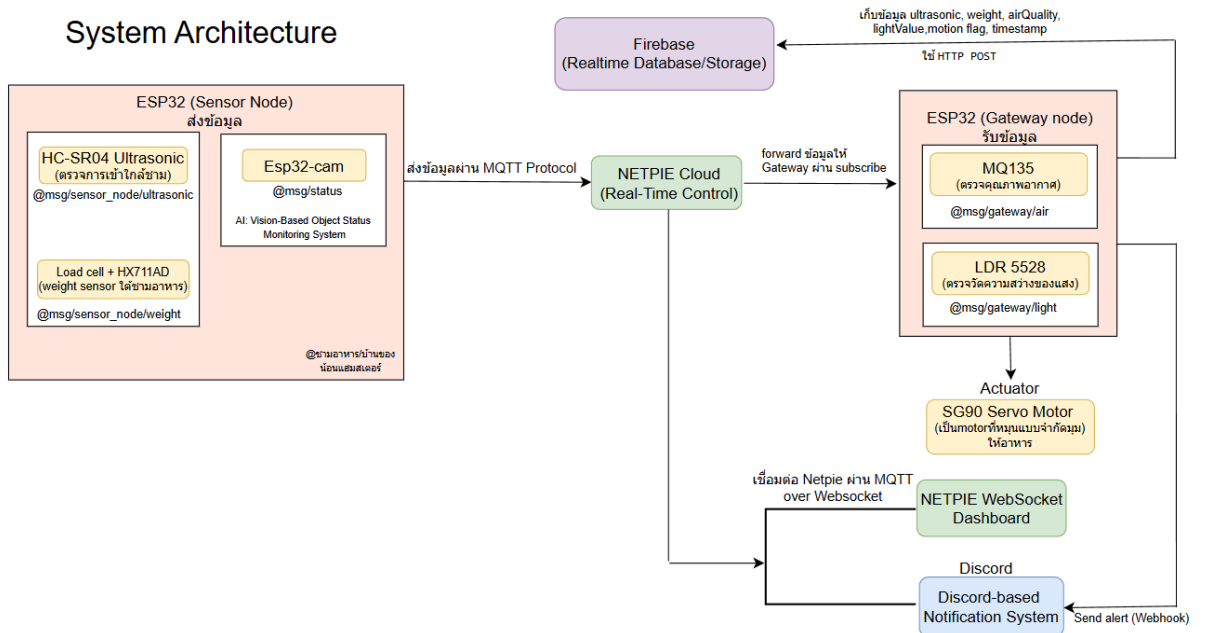 System Architecture
Firebase
(Realtime Database/Storage)
เก็บข้อมูล ultrasonic, weight, airQuality,
lightValue,motion flag, timestamp
ใช้ HTTP POST
ESP32 (Sensor Node)
ส่งข้อมูล
HC-SR04 Ultrasonic
(ตรวจการเข้าใกล้ชาม)
@msg/sensor_node/ultrasonic
Load cell + HX711AD
(weight sensor ใต้ชามอาหาร)
@msg/sensor_node/weight
Esp32-cam
@msg/status
AI: Vision-Based Object Status
Monitoring System
@ชามอาหาร/บ้านของ
น้อนแฮมสเตอร์
ส่งข้อมูลผ่าน MQTT Protocol
NETPIE Cloud
(Real-Time Control)
forward ข้อมูลให้
Gateway ผ่าน subscribe
ESP32 (Gateway node)
รับข้อมูล
MQ135
(ตรวจคุณภาพอากาศ)
@msg/gateway/air
LDR 5528
(ตรวจวัดความสว่างของแสง)
@msg/gateway/light
Actuator
SG90 Servo Motor
(เป็นmotorที่หมุนแบบจำกัดมุม)
ให้อาหาร
เชื่อมต่อ Netpie ผ่าน MQTT
over Websocket
NETPIE WebSocket
Dashboard
Discord
Discord-based
Notification System
Send alert (Webhook)